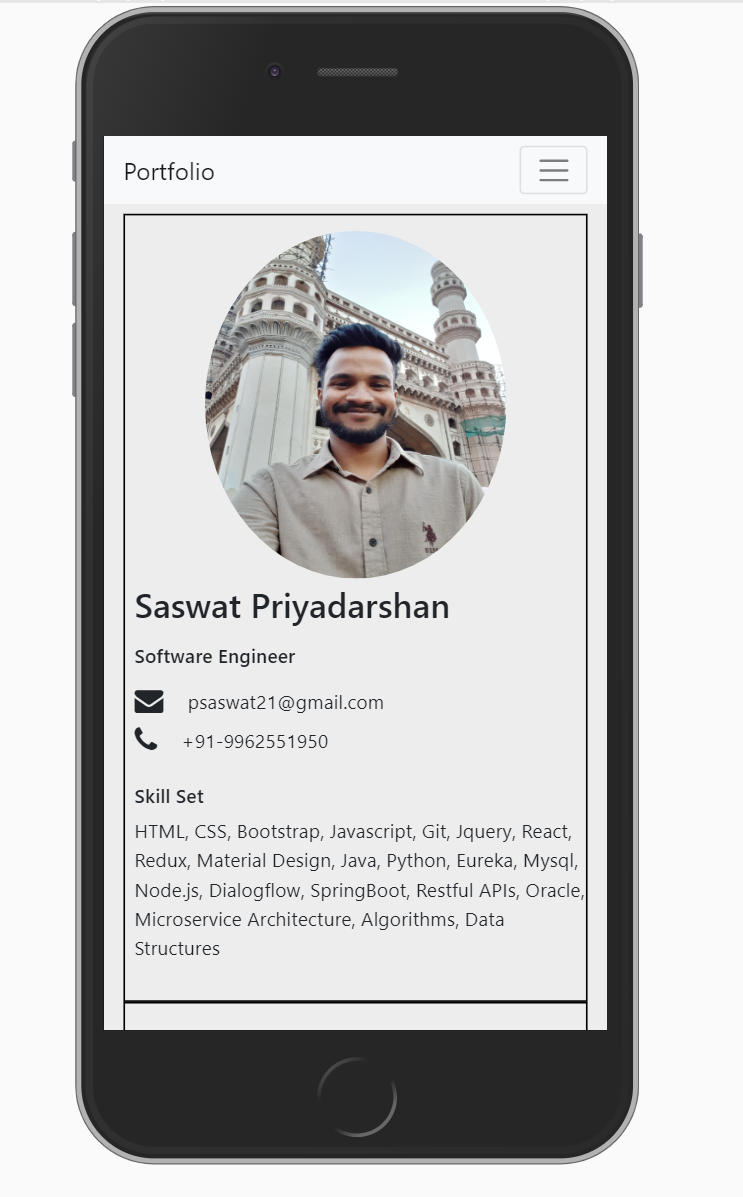 Portfolio
Saswat Priyadarshan
Software Engineer
psaswat21@gmail.com
+91-9962551950
Skill Set
HTML, CSS, Bootstrap, Javascript, Git, Jquery, React,
Redux, Material Design, Java, Python, Eureka, Mysql,
Node.js, Dialogflow, SpringBoot, Restful APIs, Oracle,
Microservice Architecture, Algorithms, Data
Structures